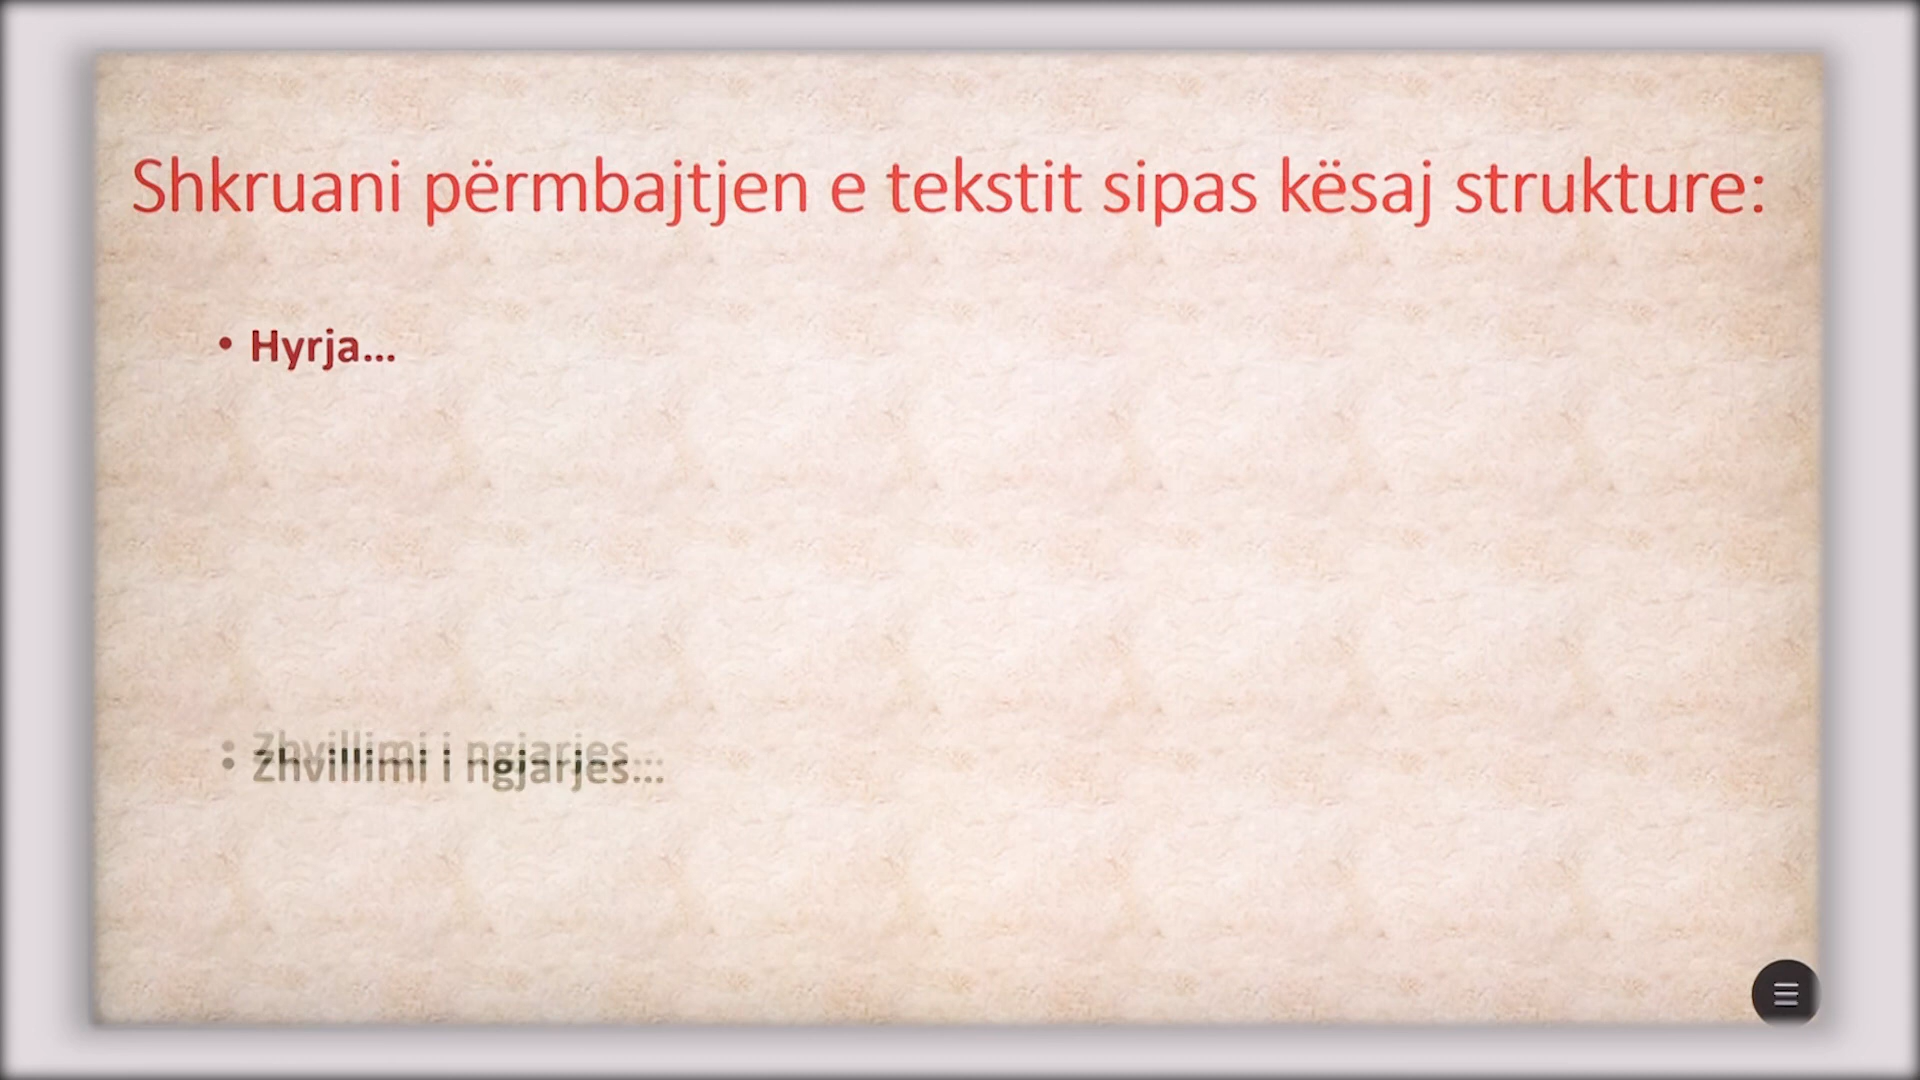 Shkruani përmbajtjen e tekstit sipas kësaj strukture:
• Hyrja...
• Zhvillimi i ngjarjes...